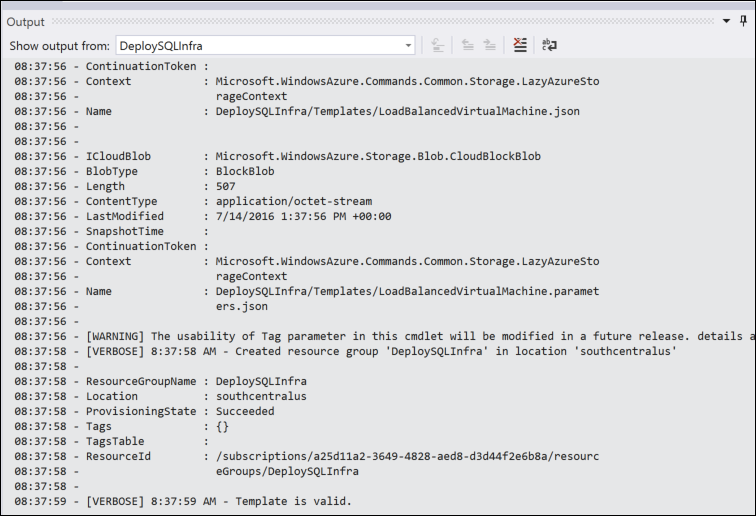 Output
Show output from: DeploySQLInfra
08:37:56 - ContinuationToken :
08:37:56 - Context : Microsoft.WindowsAzure.Commands.Common.Storage.LazyAzureSto
08:37:56 - rageContext
08:37:56 - Name : DeploySQLInfra/Templates/LoadBalancedVirtualMachine.json
08:37:56 -
08:37:56 -
08:37:56 - ICloudBlob : Microsoft.WindowsAzure.Storage.Blob.CloudBlockBlob
08:37:56 - BlobType : BlockBlob
08:37:56 - Length : 507
08:37:56 - ContentType : application/octet-stream
08:37:56 - LastModified : 7/14/2016 1:37:56 PM +00:00
08:37:56 - SnapshotTime :
08:37:56 - ContinuationToken :
08:37:56 - Context : Microsoft.WindowsAzure.Commands.Common.Storage.LazyAzureSto
08:37:56 - rageContext
08:37:56 - Name : DeploySQLInfra/Templates/LoadBalancedVirtualMachine.paramet
08:37:56 - ers.json
08:37:56 -
08:37:56 - [WARNING] The usability of Tag parameter in this cmdlet will be modified in a future release. details a
08:37:58 - [VERBOSE] 8:37:58 AM - Created resource group 'DeploySQLInfra' in location 'southcentralus'
08:37:58 -
08:37:58 - ResourceGroupName : DeploySQLInfra
08:37:58 - Location : southcentralus
08:37:58 - ProvisioningState : Succeeded
08:37:58 - Tags : {}
08:37:58 - TagsTable :
08:37:58 - ResourceId : /subscriptions/a25d11a2-3649-4828-aed8-d3d44f2e6b8a/resourc
08:37:58 - eGroups/DeploySQLInfra
08:37:58 -
08:37:59 - [VERBOSE] 8:37:59 AM - Template is valid.